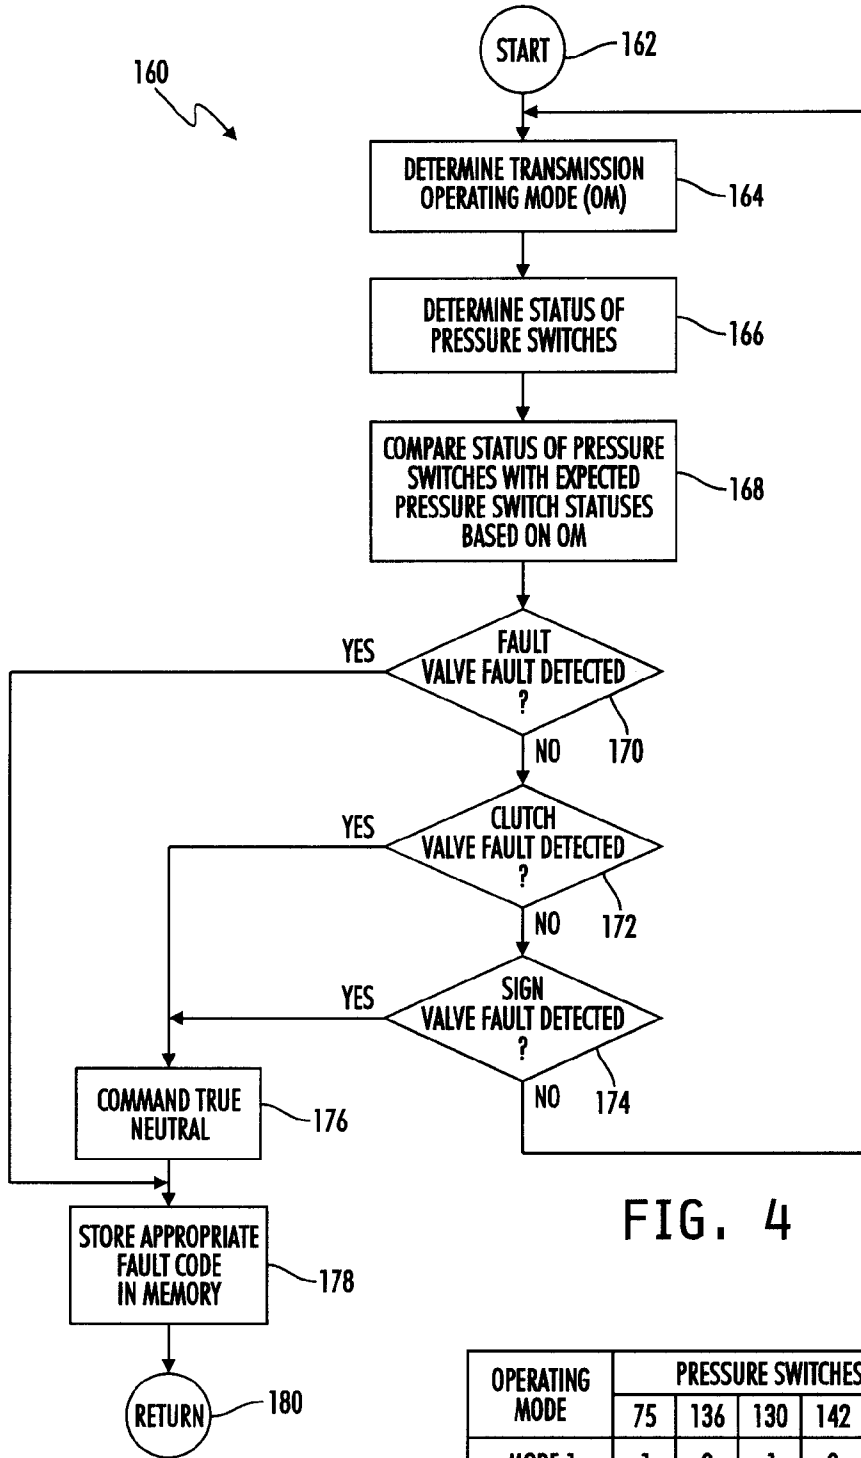 START
162
160
DETERMINE TRANSMISSION
OPERATING MODE (OM)
164
DETERMINE STATUS OF
PRESSURE SWITCHES
166
COMPARE STATUS OF PRESSURE
SWITCHES WITH EXPECTED
PRESSURE SWITCH STATUSES
BASED ON OM
168
YES
FAULT
VALVE FAULT DETECTED
?
170
NO
YES
CLUTCH
VALVE FAULT DETECTED
?
172
NO
YES
SIGN
VALVE FAULT DETECTED
?
174
NO
COMMAND TRUE
NEUTRAL
176
FIG. 4
STORE APPROPRIATE
FAULT CODE
IN MEMORY
178
RETURN
180
OPERATING
MODE
PRESSURE SWITCHES
75 136 130 142